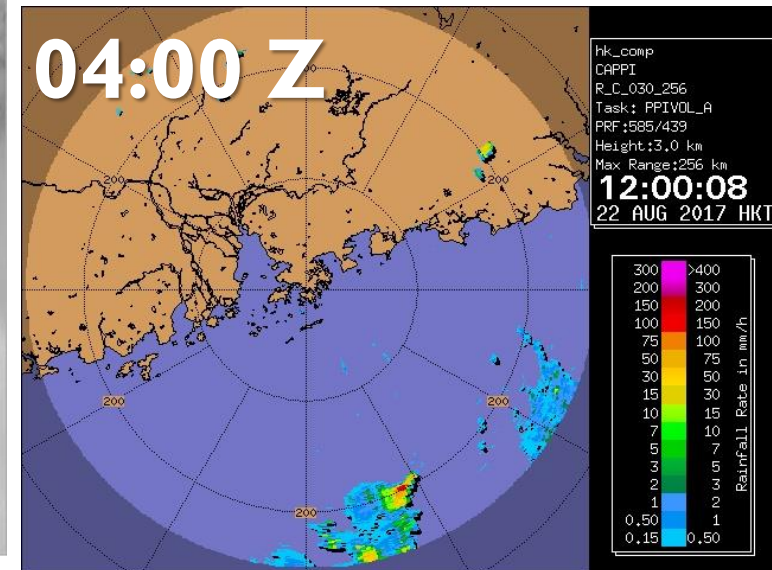 04:00 Z
200
200
200
200
200
hk_comp
CAPPI
R_C_030_256
Task: PPIVOL_A
PRF:585/439
Height:3.0 km
Max Range:256 km
12:00:08
22 AUG 2017 HKT
300 >400
200 300
150 200
100 150
75 100
50 75
30 50
15 30
10 15
7 10
5 7
3 5
2 3
1 2
0.50 1
0.15 0.50
Rainfall Rate in mm/h